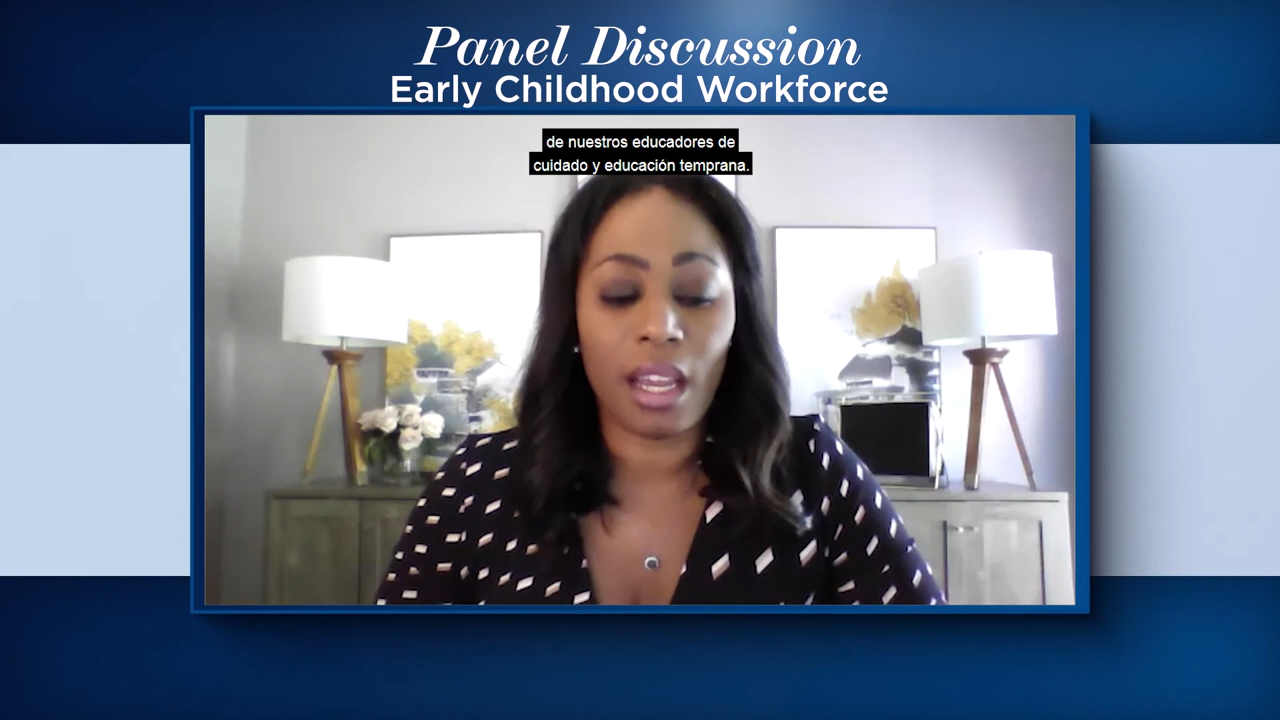 Panel Discussion
Early Childhood Workforce
de nuestros educadores de
cuidado y educación temprana.